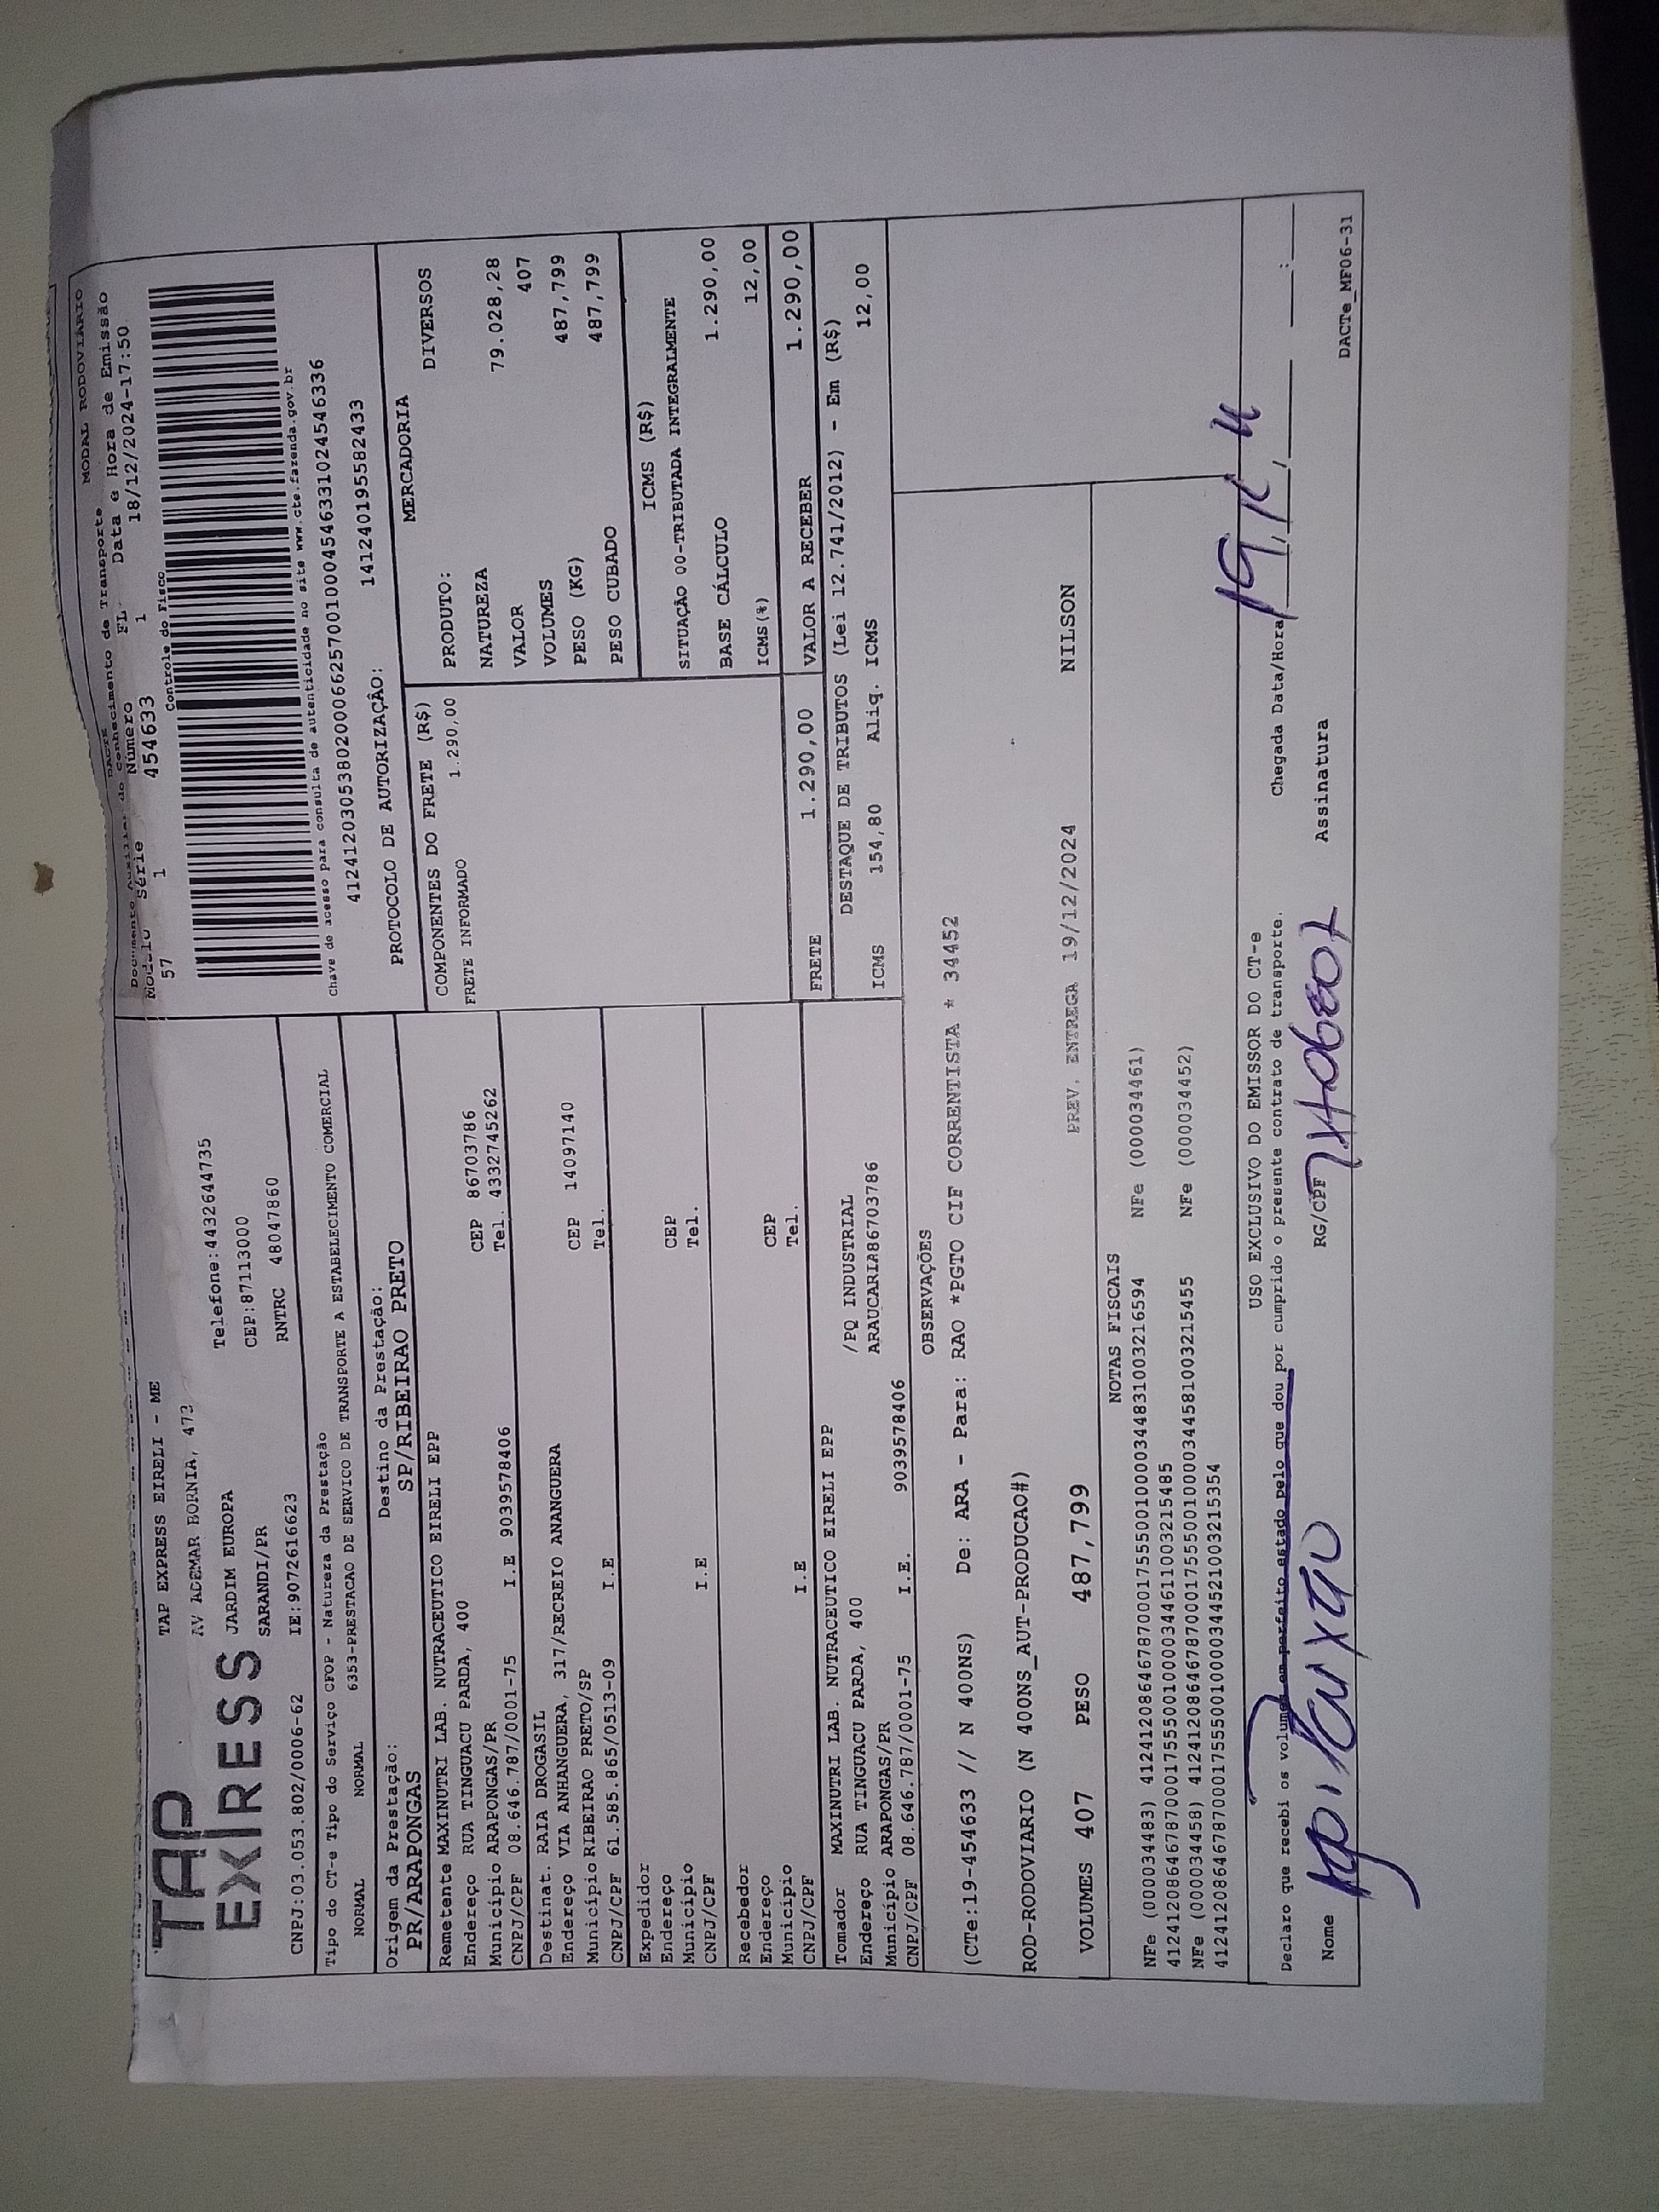 DACTE
Documento Auxiliar do Conhecimento de Transporte
MODAL RODOVIÁRIO
Modelo Série Número FL. Data e Hora de Emissão
57 1 454633 1 18/12/2024-17:50
Controle do Fisco
Chave de acesso para consulta de autenticidade no site www.cte.fazenda.gov.br
41241203053802000662570010004546331024546336
PROTOCOLO DE AUTORIZAÇÃO: 141240195582433
TAP
EXPRESS
TAP EXPRESS EIRELI - ME
AV ADEMAR BORNIA, 473
JARDIM EUROPA
SARANDI/PR
Telefone:4432644735
CEP:87113000
CNPJ:03.053.802/0006-62 IE:9072616623 RNTRC 48047860
Tipo do CT-e Tipo do Serviço CFOP - Natureza da Prestação
NORMAL NORMAL 6353-PRESTACAO DE SERVICO DE TRANSPORTE A ESTABELECIMENTO COMERCIAL
Origem da Prestação: Destino da Prestação:
PR/ARAPONGAS SP/RIBEIRAO PRETO
Remetente MAXINUTRI LAB. NUTRACEUTICO EIRELI EPP
Endereço RUA TINGUACU PARDA, 400 CEP 86703786
Município ARAPONGAS/PR Tel. 433274526­2
CNPJ/CPF 08.646.787/0001-75 I.E 9039578406
Destinat. RAIA DROGASIL
Endereço VIA ANHANGUERA, 317/RECREIO ANANGUERA
Município RIBEIRAO PRETO/SP CEP 14097140
CNPJ/CPF 61.585.865/0513-09 I.E Tel.
Expedidor
Endereço
Município CEP
CNPJ/CPF I.E Tel.
Recebedor
Endereço
Município CEP
CNPJ/CPF I.E Tel.
Tomador MAXINUTRI LAB. NUTRACEUTICO EIRELI EPP
Endereço RUA TINGUACU PARDA, 400 /PQ INDUSTRIAL
Município ARAPONGAS/PR ARAUCARIA86703786
CNPJ/CPF 08.646.787/0001-75 I.E. 9039578406
COMPONENTES DO FRETE (R$)
FRETE INFORMADO 1.290,00
FRETE 1.290,00
MERCADORIA
PRODUTO: DIVERSOS
NATUREZA
VALOR 79.028,28
VOLUMES 407
PESO (KG) 487,799
PESO CUBADO 487,799
ICMS (R$)
SITUAÇÃO 00-TRIBUTADA INTEGRALMENTE
BASE CÁLCULO 1.290,00
ICMS(%) 12,00
VALOR A RECEBER 1.290,00
DESTAQUE DE TRIBUTOS (Lei 12.741/2012) - Em (R$)
ICMS 154,80 Aliq. ICMS 12,00
OBSERVAÇÕES
(CTe:19-454633 // N 400NS) De: ARA - Para: RAO *PGTO CIF CORRENTISTA * 34452
ROD-RODOVIARIO (N 400NS_AUT-PRODUCAO#)
VOLUMES 407 PESO 487,799 PREV. ENTREGA 19/12/2024 NILSON
NOTAS FISCAIS
NFe (000034483) 41241208646787000175550010000344831003216594 NFe (000034461)
41241208646787000175550010000344611003215485
NFe (000034458) 41241208646787000175550010000344581003215455 NFe (000034452)
41241208646787000175550010000344521003215354
USO EXCLUSIVO DO EMISSOR DO CT-e
Declaro que recebi os volumes em perfeito estado pelo que dou por cumprido o presente contrato de transporte.
Chegada Data/Hora
Nome RG/CPF Assinatura
DACTe_MF06-31